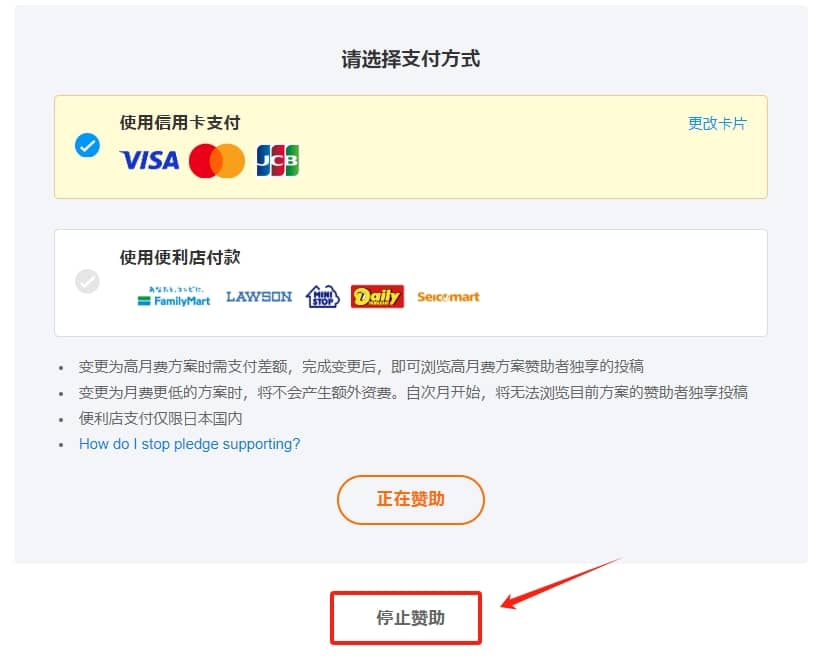 请选择支付方式
使用信用卡支付
更改卡片
VISA
JCB
使用便利店付款
あなたと、コンビに、
FamilyMart
LAWSON
MINI STOP
Daily
Seicomart
变更为高月费方案时需支付差额，完成变更后，即可浏览高月费方案赞助者独享的投稿
变更为月费更低的方案时，将不会产生额外资费。自次月开始，将无法浏览目前方案的赞助者独享投稿
便利店支付仅限日本国内
How do I stop pledge supporting?
正在赞助
停止赞助